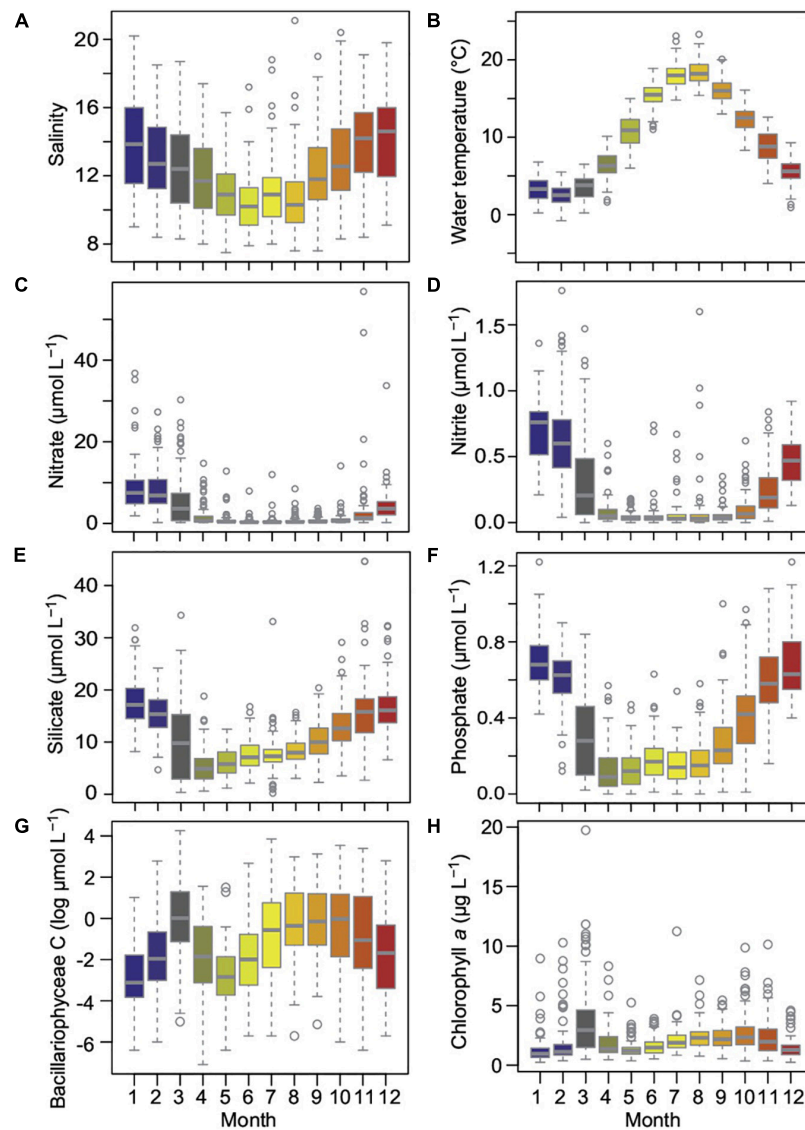 A
Salinity
20
16
12
8
B
Water temperature (°C)
20
10
0
C
Nitrate (µmol L−1)
40
20
0
D
Nitrite (µmol L−1)
1.5
1.0
0.5
0.0
E
Silicate (µmol L−1)
40
30
20
10
0
F
Phosphate (µmol L−1)
1.2
0.8
0.4
0.0
G
Bacillariophyceae C (log µmol L−1)
4
2
0
-2
-4
-6
1 2 3 4 5 6 7 8 9 10 11 12
Month
H
Chlorophyll a (µg L−1)
20
15
10
5
0
1 2 3 4 5 6 7 8 9 10 11 12
Month